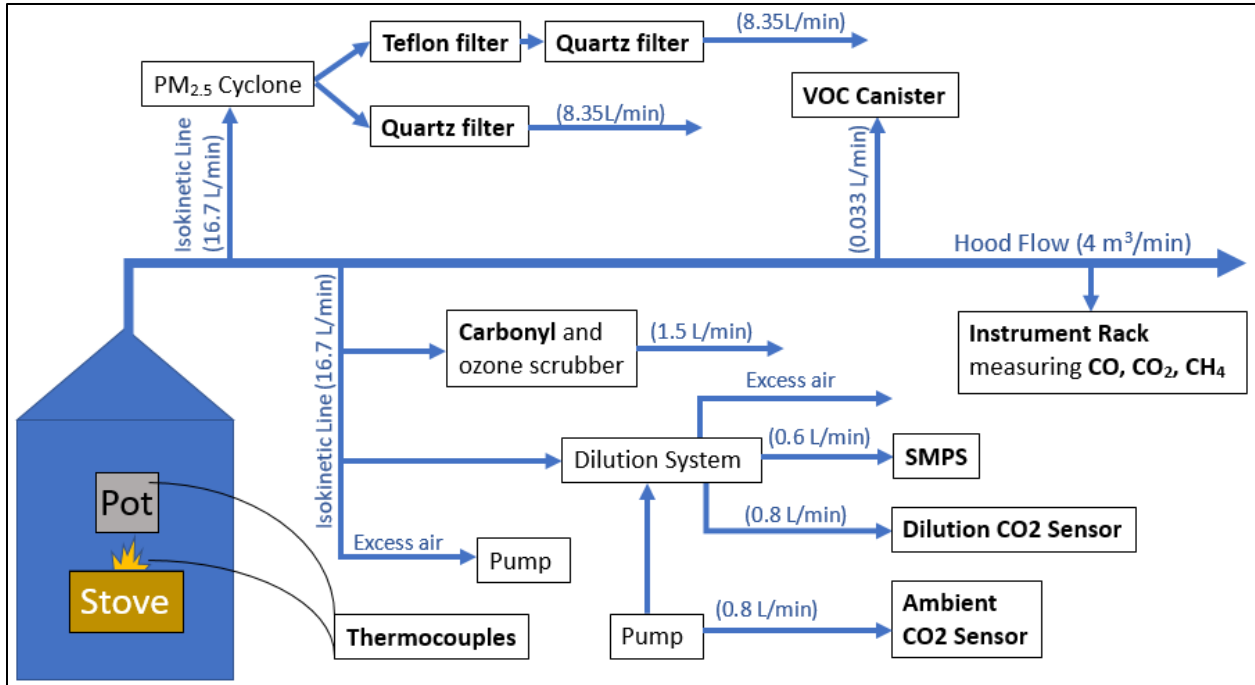 Teflon filter
Quartz filter
(8.35L/min)
PM₂.₅ Cyclone
Quartz filter
(8.35L/min)
VOC Canister
Isokinetic Line
(16.7 L/min)
(0.033 L/min)
Hood Flow (4 m³/min)
Isokinetic Line (16.7 L/min)
Carbonyl and
ozone scrubber
(1.5 L/min)
Instrument Rack
measuring CO, CO₂, CH₄
Excess air
Dilution System
(0.6 L/min)
SMPS
Pot
(0.8 L/min)
Dilution CO2 Sensor
Excess air
Pump
Stove
Thermocouples
Pump
(0.8 L/min)
Ambient
CO2 Sensor